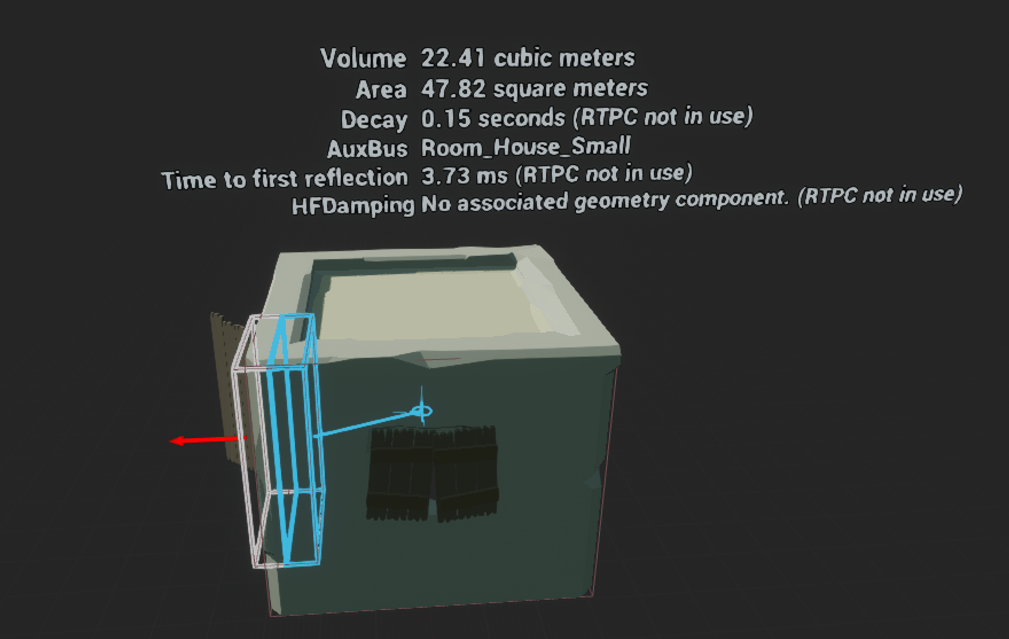 Volume 22.41 cubic meters
Area 47.82 square meters
Decay 0.15 seconds (RTPC not in use)
AuxBus Room_House_Small
Time to first reflection 3.73 ms (RTPC not in use)
HFDamping No associated geometry component. (RTPC not in use)